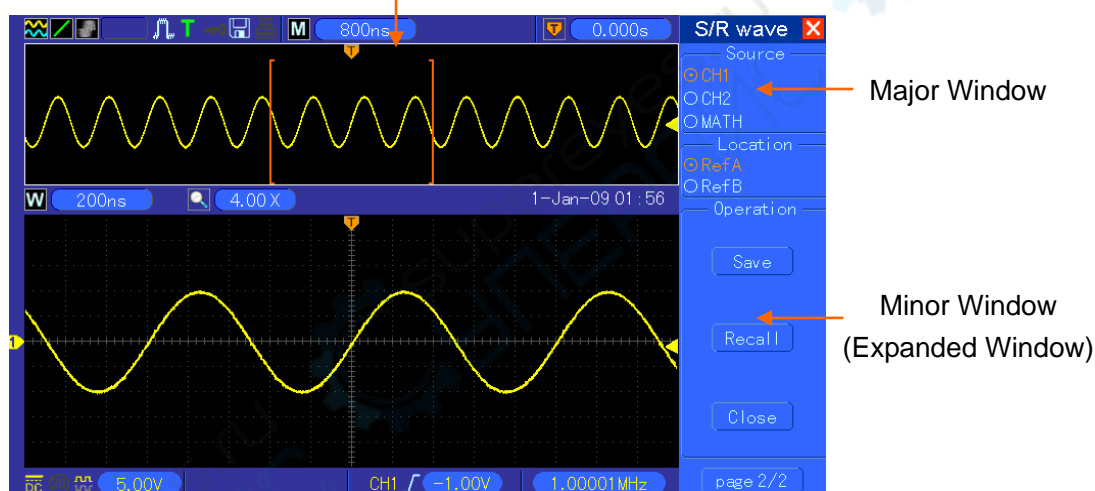 M 800ns T 0.000s S/R wave
T
Source
CH1
CH2
MATH
Major Window
Location
RefA
RefB
W 200ns 4.00X 1-Jan-09 01:56
Operation
T
Save
Minor Window
(Expanded Window)
1
Recall
Close
DC 5.00V CH1 -1.00V 1.00001MHz page 2/2